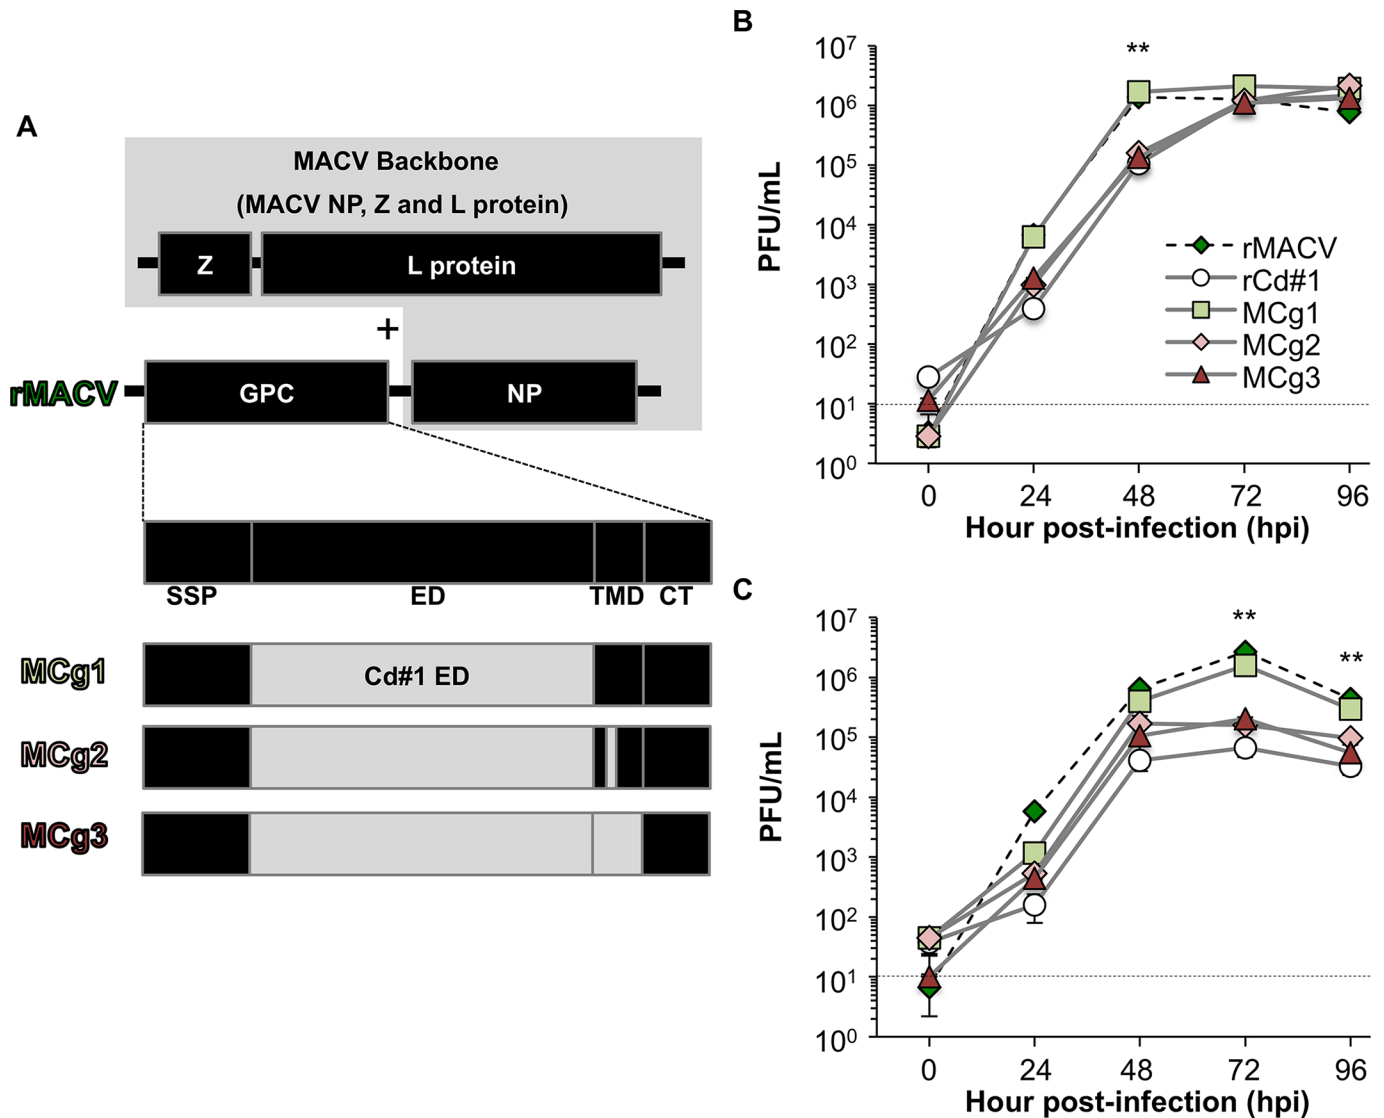 A
MACV Backbone
(MACV NP, Z and L protein)
Z
L protein
+
rMACV
GPC
NP
SSP
ED
TMD
CT
MCg1
Cd#1 ED
MCg2
MCg3
B
**
PFU/mL
10⁷
10⁶
10⁵
10⁴
10³
10²
10¹
10⁰
rMACV
rCd#1
MCg1
MCg2
MCg3
0 24 48 72 96
Hour post-infection (hpi)
C
**
**
PFU/mL
10⁷
10⁶
10⁵
10⁴
10³
10²
10¹
10⁰
0 24 48 72 96
Hour post-infection (hpi)